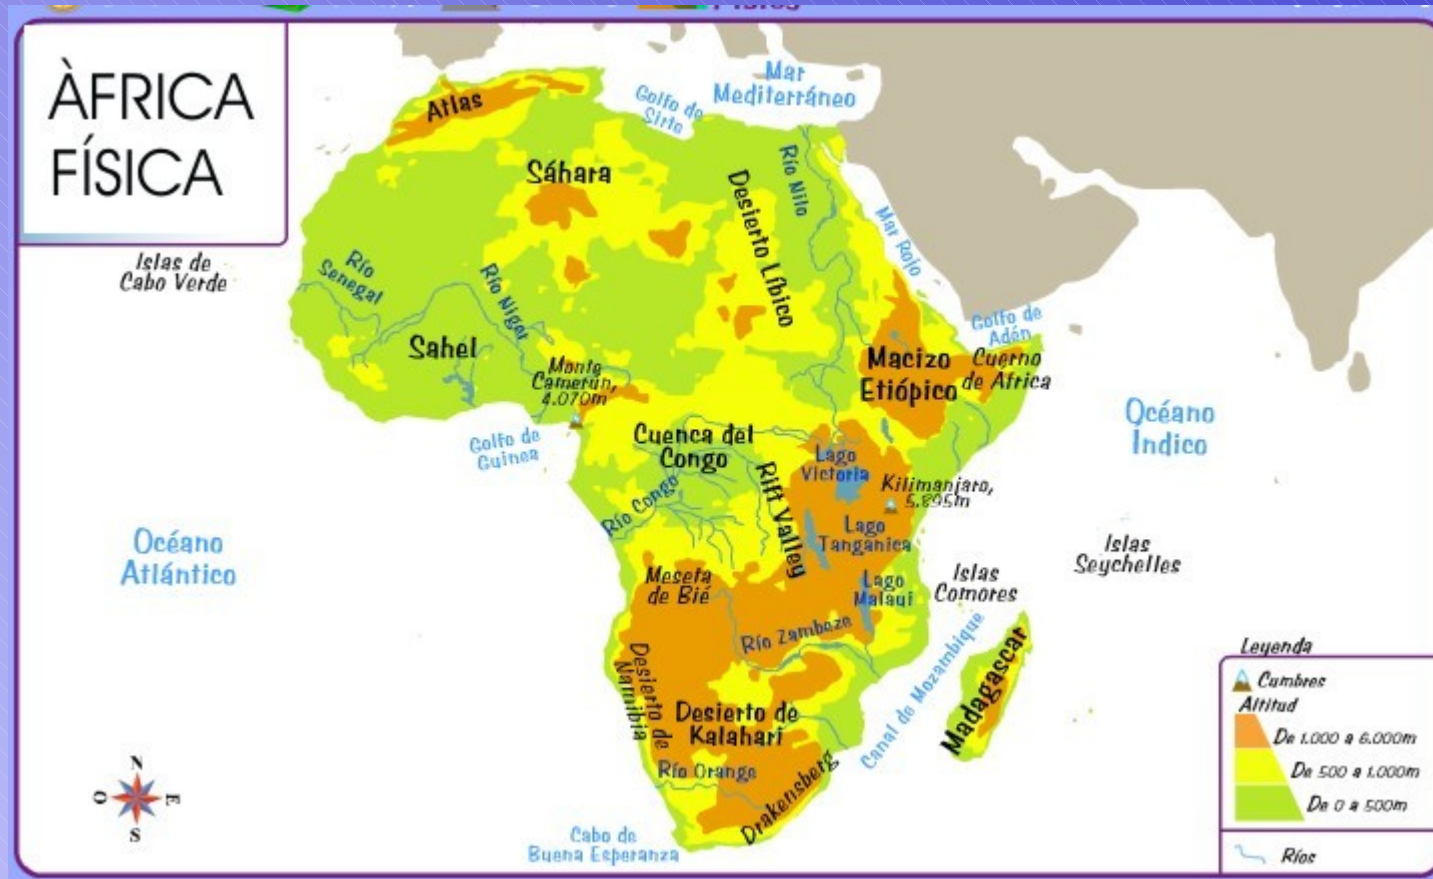 ÀFRICA
FÍSICA
Mar
Mediterráneo
Golfo de
Sirte
Atlas
Sáhara
Río Nilo
Desierto Líbico
Mar Rojo
Islas de
Cabo Verde
Río
Senegal
Río Niger
Sahel
Golfo de
Adén
Monte
Camerún,
4.070m
Macizo
Etiópico
Cuerno
de Africa
Océano
Índico
Golfo de
Guinea
Cuenca del
Congo
Lago
Victoria
Rift Valley
Kilimanjaro,
5.895m
Río Congo
Lago
Tanganica
Océano
Atlántico
Islas
Seychelles
Meseta
de Bié
Lago
Malaui
Islas
Comores
Río Zambeze
Canal de Mozambique
Madagascar
Desierto de
Namibia
Desierto de
Kalahari
Río Orange
Drakensberg
Cabo de
Buena Esperanza
N
O
E
S
Leyenda
Cumbres
Altitud
De 1.000 a 6.000m
De 500 a 1.000m
De 0 a 500m
Ríos